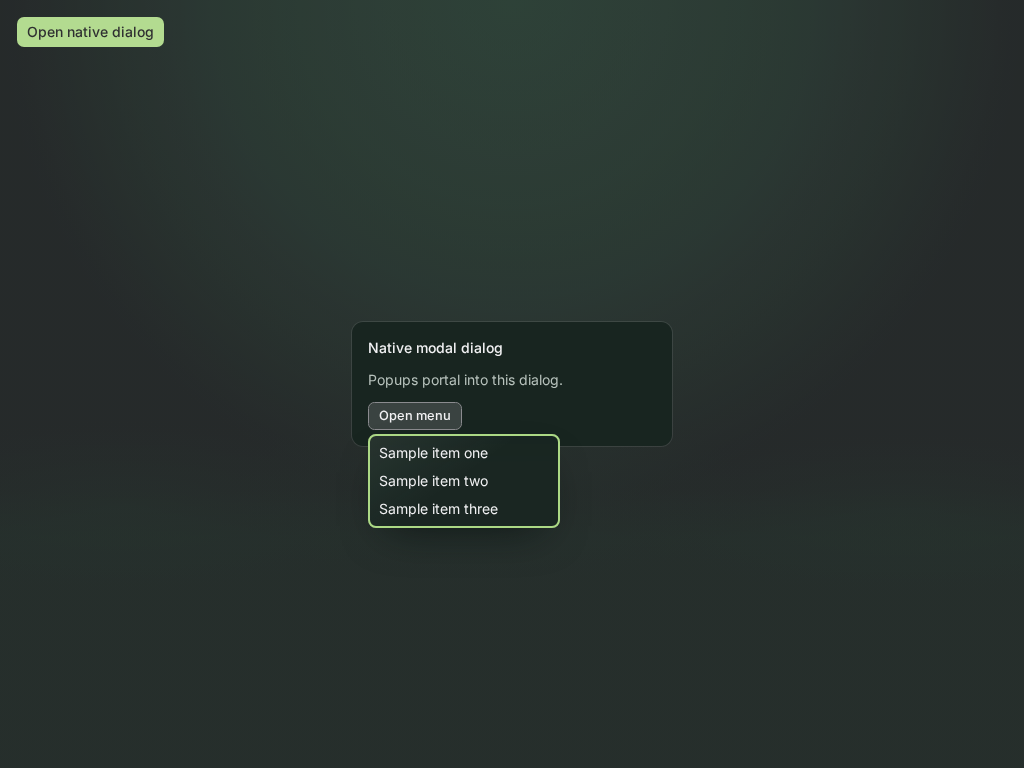 Open native dialog
Native modal dialog
Popups portal into this dialog.
Open menu
Sample item one
Sample item two
Sample item three